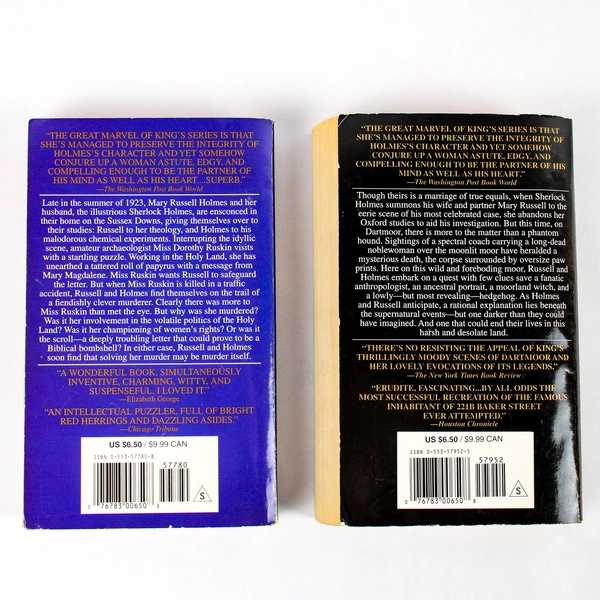 "THE GREAT MARVEL OF KING'S SERIES IS THAT
SHE'S MANAGED TO PRESERVE THE INTEGRITY OF
HOLMES'S CHARACTER AND YET SOMEHOW
CONJURE UP A WOMAN ASTUTE, EDGY, AND
COMPELLING ENOUGH TO BE THE PARTNER OF
HIS MIND AS WELL AS HIS HEART...SUPERB."
—The Washington Post Book World
Late in the summer of 1923, Mary Russell Holmes and her
husband, the illustrious Sherlock Holmes, are ensconced in
their home on the Sussex Downs, giving themselves over to
their studies: Russell to her theology, and Holmes to his
malodorous chemical experiments. Interrupting the idyllic
scene, amateur archaeologist Miss Dorothy Ruskin visits
with a startling puzzle. Working in the Holy Land, she has
unearthed a tattered roll of papyrus with a message from
Mary Magdalene. Miss Ruskin wants Russell to safeguard
the letter. But when Miss Ruskin is killed in a traffic
accident, Russell and Holmes find themselves on the trail of
a fiendishly clever murderer. Clearly there was more to
Miss Ruskin than met the eye. But why was she murdered?
Was it her involvement in the volatile politics of the Holy
Land? Was it her championing of women's rights? Or was it
the scroll—a deeply troubling letter that could prove to be a
Biblical bombshell? In either case, Russell and Holmes
soon find that solving her murder may be murder itself.
"A WONDERFUL BOOK, SIMULTANEOUSLY
INVENTIVE, CHARMING, WITTY, AND
SUSPENSEFUL. I LOVED IT."
—Elizabeth George
"AN INTELLECTUAL PUZZLER, FULL OF BRIGHT
RED HERRINGS AND DAZZLING ASIDES."
—Chicago Tribune
US $6.50 / $9.99 CAN
ISBN 0-553-57780-8
57780
0 76783 00650 8
S
"THE GREAT MARVEL OF KING'S SERIES IS THAT
SHE'S MANAGED TO PRESERVE THE INTEGRITY OF
HOLMES'S CHARACTER AND YET SOMEHOW
CONJURE UP A WOMAN ASTUTE, EDGY, AND
COMPELLING ENOUGH TO BE THE PARTNER OF HIS
MIND AS WELL AS HIS HEART."
—The Washington Post Book World
Though theirs is a marriage of true equals, when Sherlock
Holmes summons his wife and partner Mary Russell to the
eerie scene of his most celebrated case, she abandons her
Oxford studies to aid his investigation. But this time, on
Dartmoor, there is more to the matter than a phantom
hound. Sightings of a spectral coach carrying a long-dead
noblewoman over the moonlit moor have heralded a
mysterious death, the corpse surrounded by oversize paw
prints. Here on this wild and foreboding moor, Russell and
Holmes embark on a quest with few clues save a fanatic
anthropologist, an ancestral portrait, a moorland witch, and
a lowly—but most revealing—hedgehog. As Holmes
and Russell anticipate, a rational explanation lies beneath
the supernatural events—but one darker than they could
have imagined. And one that could end their lives in this
harsh and desolate land.
"THERE'S NO RESISTING THE APPEAL OF KING'S
THRILLINGLY MOODY SCENES OF DARTMOOR AND
HER LOVELY EVOCATIONS OF ITS LEGENDS."
—The New York Times Book Review
"ERUDITE, FASCINATING...BY ALL ODDS THE
MOST SUCCESSFUL RECREATION OF THE FAMOUS
INHABITANT OF 221B BAKER STREET
EVER ATTEMPTED."
—Houston Chronicle
US $6.50 / $9.99 CAN
ISBN 0-553-57952-5
57952
0 76783 00650 8
S